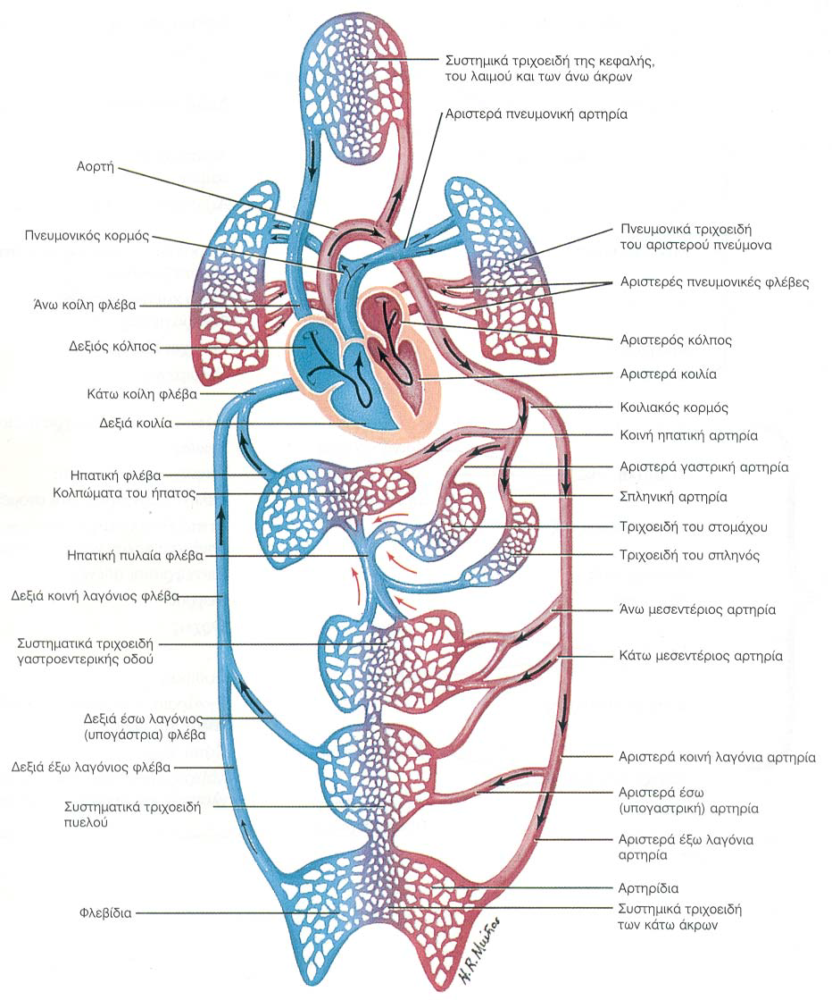 Συστημικά τριχοειδή της κεφαλής,
του λαιμού και των άνω άκρων
Αριστερά πνευμονική αρτηρία
Αορτή
Πνευμονικός κορμός
Άνω κοίλη φλέβα
Δεξιός κόλπος
Κάτω κοίλη φλέβα
Δεξιά κοιλία
Ηπατική φλέβα
Κολπώματα του ήπατος
Ηπατική πυλαία φλέβα
Δεξιά κοινή λαγόνιος φλέβα
Συστηματικά τριχοειδή
γαστροεντερικής οδού
Δεξιά έσω λαγόνιος
(υπογάστρια) φλέβα
Δεξιά έξω λαγόνιος φλέβα
Συστηματικά τριχοειδή
πυελού
Φλεβίδια
Πνευμονικά τριχοειδή
του αριστερού πνεύμονα
Αριστερές πνευμονικές φλέβες
Αριστερός κόλπος
Αριστερά κοιλία
Κοιλιακός κορμός
Κοινή ηπατική αρτηρία
Αριστερά γαστρική αρτηρία
Σπληνική αρτηρία
Τριχοειδή του στομάχου
Τριχοειδή του σπληνός
Άνω μεσεντέριος αρτηρία
Κάτω μεσεντέριος αρτηρία
Αριστερά κοινή λαγόνια αρτηρία
Αριστερά έσω
(υπογαστρική) αρτηρία
Αριστερά έξω λαγόνια
αρτηρία
Αρτηρίδια
Συστημικά τριχοειδή
των κάτω άκρων